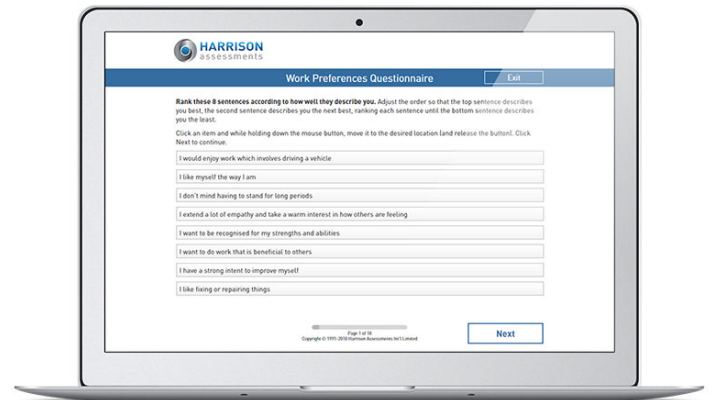 HARRISON
assessments
Work Preferences Questionnaire
Exit
Rank these 8 sentences according to how well they describe you. Adjust the order so that the top sentence describes
you best, the second sentence describes you the next best, ranking each sentence until the bottom sentence describes
you the least.
Click an item and while holding down the mouse button, move it to the desired location (and release the button). Click
Next to continue.
I would enjoy work which involves driving a vehicle
I like myself the way I am
I don't mind having to stand for long periods
I extend a lot of empathy and take a warm interest in how others are feeling
I want to be recognised for my strengths and abilities
I want to do work that is beneficial to others
I have a strong intent to improve myself
I like fixing or repairing things
Page 1 of 18
Copyright © 1991-2018 Harrison Assessments Int'l Limited
Next